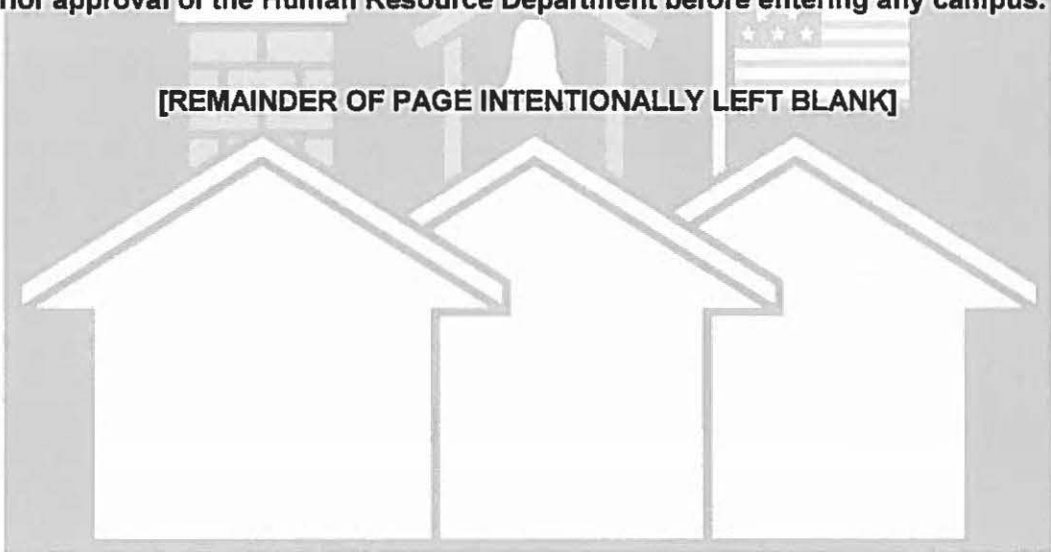 prior approval of the Human Resource Department before entering any campus.
[REMAINDER OF PAGE INTENTIONALLY LEFT BLANK]